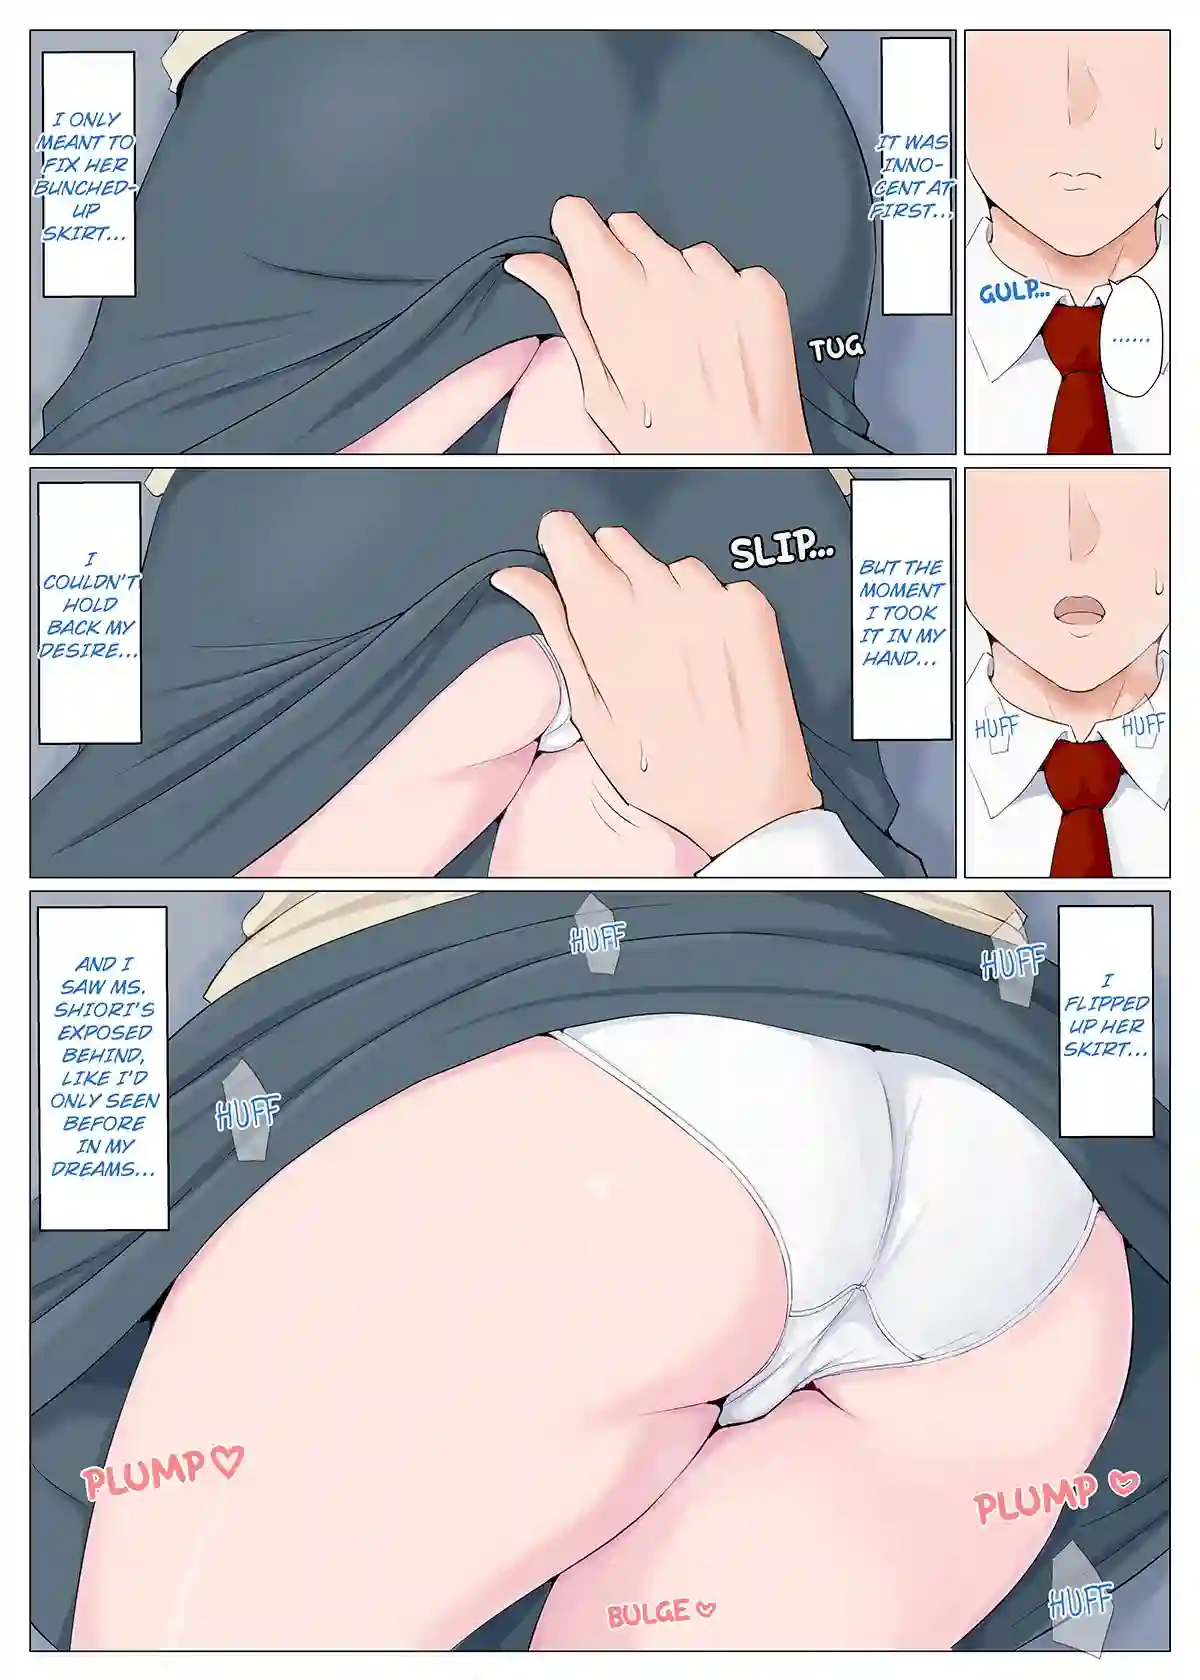 IT WAS
INNO-
CENT AT
FIRST...
I ONLY
MEANT TO
FIX HER
BUNCHED-
UP
SKIRT...
TUG
GULP...
......
BUT THE
MOMENT
I TOOK
IT IN MY
HAND...
SLIP...
I
COULDN'T
HOLD
BACK MY
DESIRE...
HUFF
HUFF
I
FLIPPED
UP HER
SKIRT...
HUFF
HUFF
HUFF
AND I
SAW MS.
SHIORI'S
EXPOSED
BEHIND,
LIKE I'D
ONLY SEEN
BEFORE
IN MY
DREAMS...
PLUMP♡
PLUMP♡
HUFF
BULGE♡